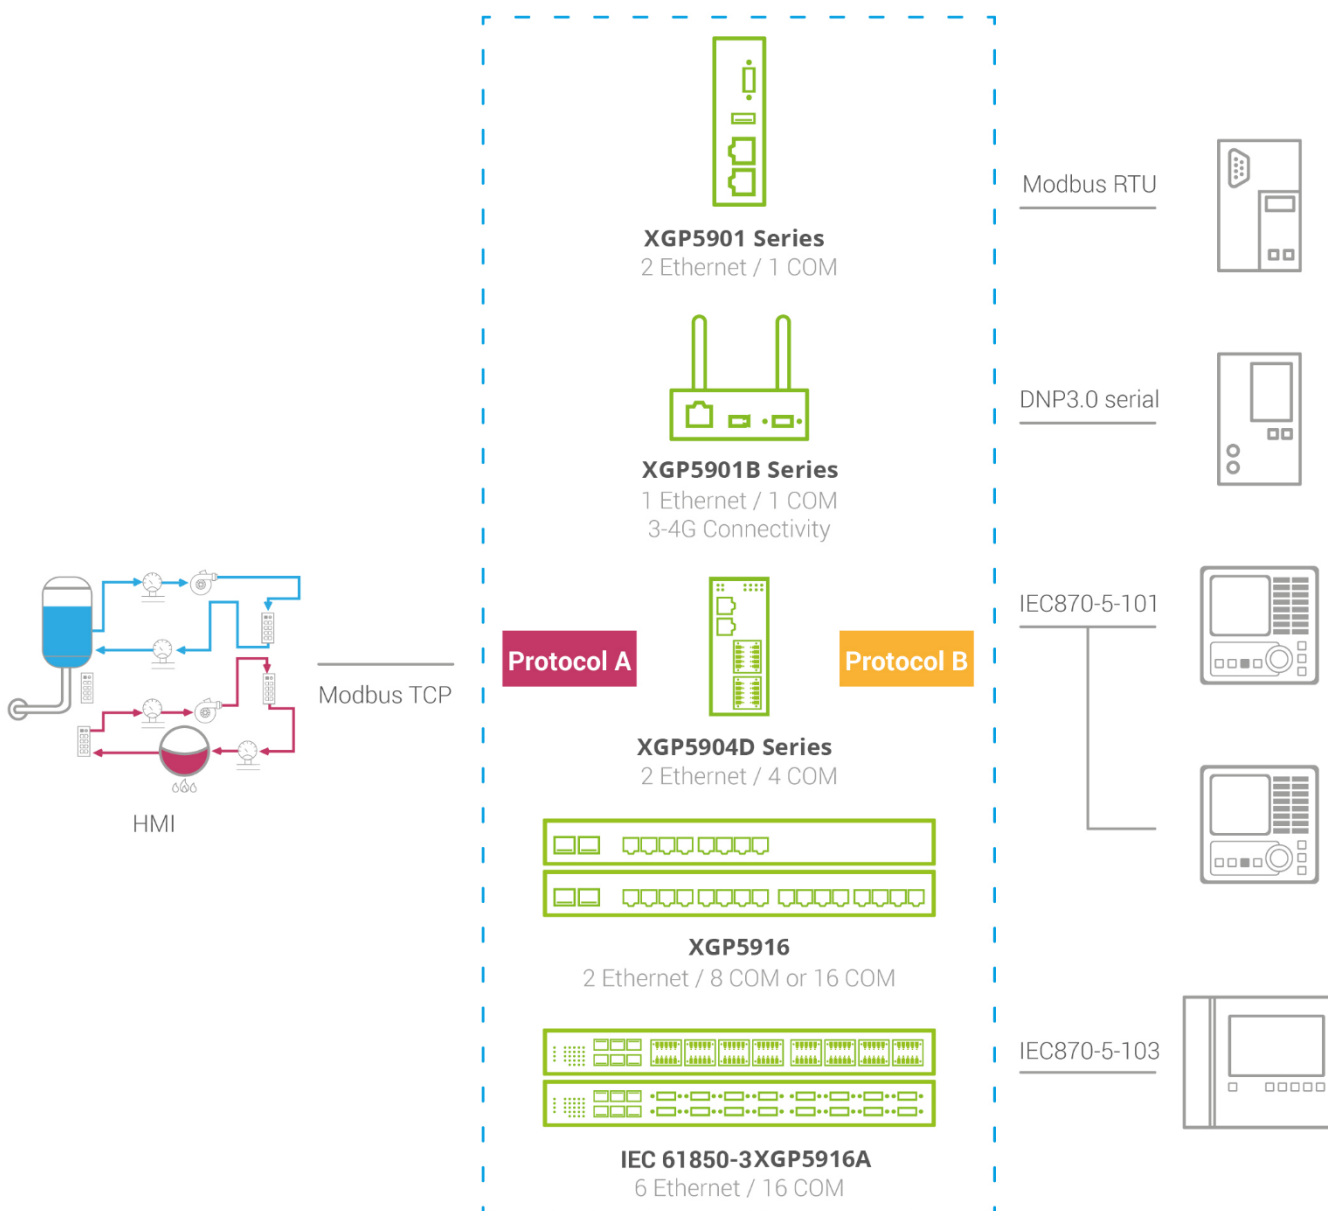 XGP5901 Series
2 Ethernet / 1 COM
XGP5901B Series
1 Ethernet / 1 COM
3-4G Connectivity
HMI
Modbus TCP
Protocol A
Protocol B
XGP5904D Series
2 Ethernet / 4 COM
XGP5916
2 Ethernet / 8 COM or 16 COM
IEC 61850-3XGP5916A
6 Ethernet / 16 COM
Modbus RTU
DNP3.0 serial
IEC870-5-101
IEC870-5-103